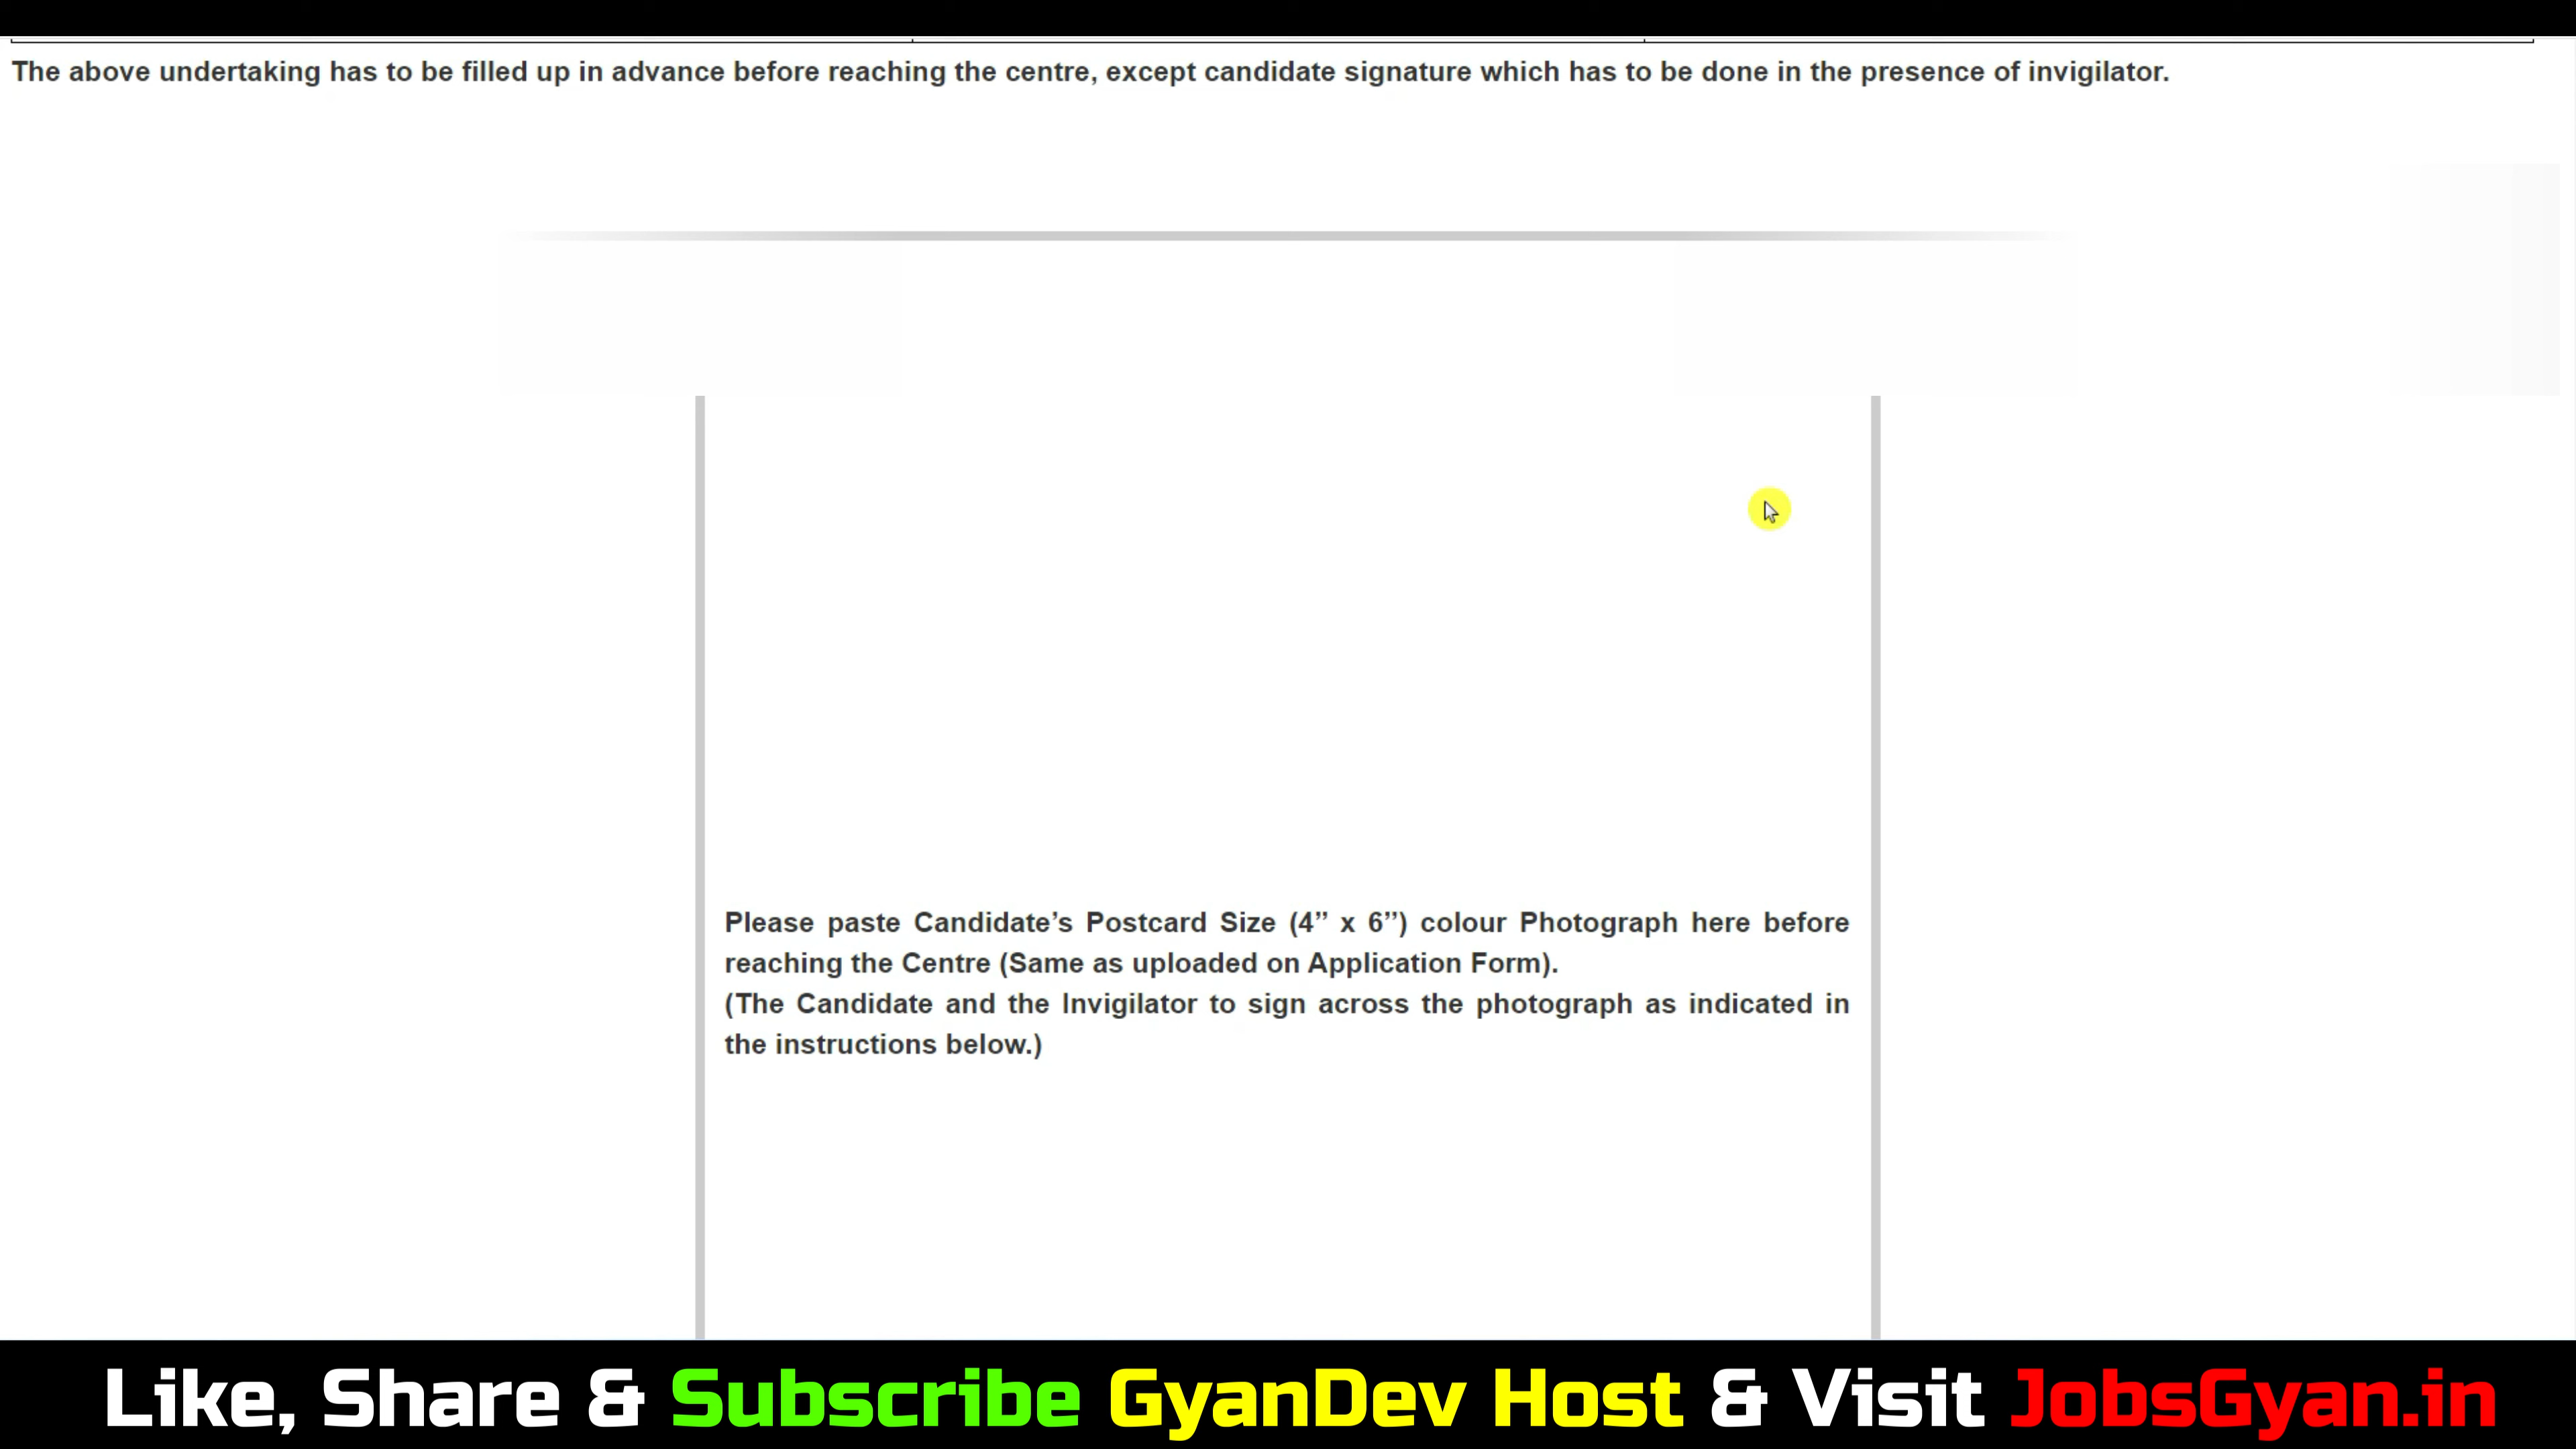 The above undertaking has to be filled up in advance before reaching the centre, except candidate signature which has to be done in the presence of invigilator.
Please paste Candidate’s Postcard Size (4’’ x 6’’) colour Photograph here before
reaching the Centre (Same as uploaded on Application Form).
(The Candidate and the Invigilator to sign across the photograph as indicated in
the instructions below.)
Like, Share & Subscribe GyanDev Host & Visit JobsGyan.in